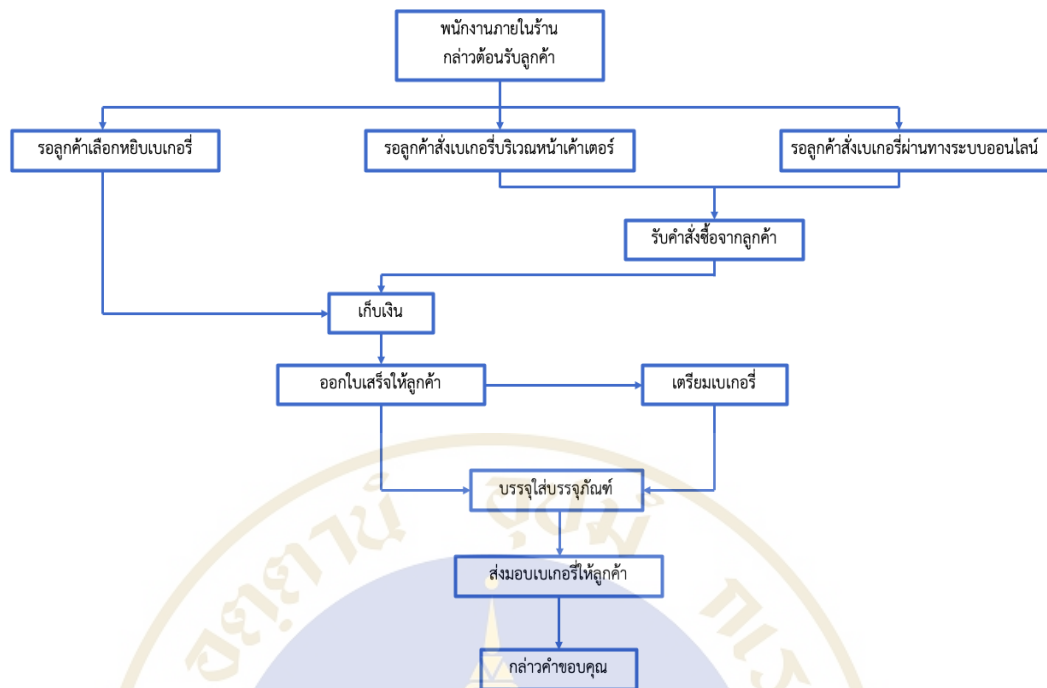 พนักงานภายในร้าน
กล่าวต้อนรับลูกค้า
รอลูกค้าเลือกหยิบเบเกอรี่
รอลูกค้าสั่งเบเกอรี่บริเวณหน้าเค้าเตอร์
รอลูกค้าสั่งเบเกอรี่ผ่านทางระบบออนไลน์
รับคำสั่งซื้อจากลูกค้า
เก็บเงิน
ออกใบเสร็จให้ลูกค้า
เตรียมเบเกอรี่
บรรจุใส่บรรจุภัณฑ์
ส่งมอบเบเกอรี่ให้ลูกค้า
กล่าวคำขอบคุณ